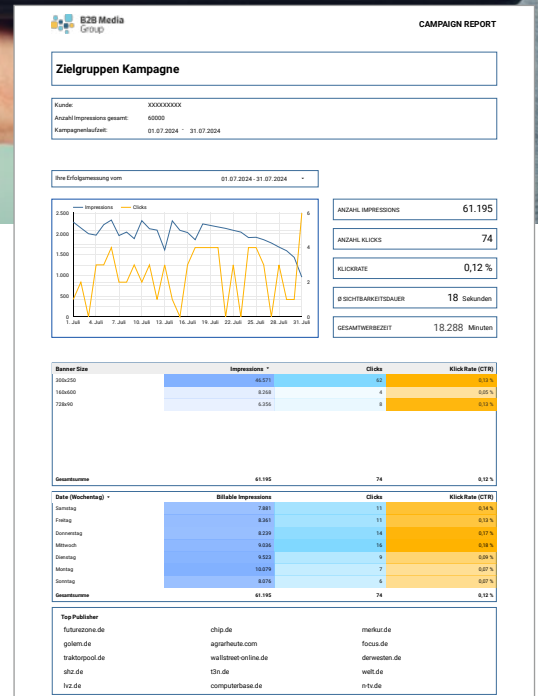 B2B Media
Group
CAMPAIGN REPORT
Zielgruppen Kampagne
Kunde: XXXXXXXXX
Anzahl Impressions gesamt: 60000
Kampagnenlaufzeit: 01.07.2024 - 31.07.2024
Ihre Erfolgsmessung vom 01.07.2024 - 31.07.2024
Impressions Clicks
2.500 6
2.000
1.500 4
1.000 2
500
0 0
1. Juli 4. Juli 7. Juli 10. Juli 13. Juli 16. Juli 19. Juli 22. Juli 25. Juli 28. Juli 31. Juli
ANZAHL IMPRESSIONS 61.195
ANZAHL KLICKS 74
KLICKRATE 0,12 %
Ø SICHTBARKEITSDAUER 18 Sekunden
GESAMTWERBEZEIT 18.288 Minuten
Banner Size Impressions Clicks Klick Rate (CTR)
300x250 46.571 62 0,13 %
160x600 8.268 4 0,05 %
728x90 6.356 8 0,13 %
Gesamtsumme 61.195 74 0,12 %
Date (Wochentag) Billable Impressions Clicks Klick Rate (CTR)
Samstag 7.881 11 0,14 %
Freitag 8.361 11 0,13 %
Donnerstag 8.239 14 0,17 %
Mittwoch 9.036 16 0,18 %
Dienstag 9.523 9 0,09 %
Montag 10.079 7 0,07 %
Sonntag 8.076 6 0,07 %
Gesamtsumme 61.195 74 0,12 %
Top Publisher
futurezone.de chip.de merkur.de
golem.de agrarheute.com focus.de
traktorpool.de wallstreet-online.de derwesten.de
shz.de t3n.de welt.de
lvz.de computerbase.de n-tv.de